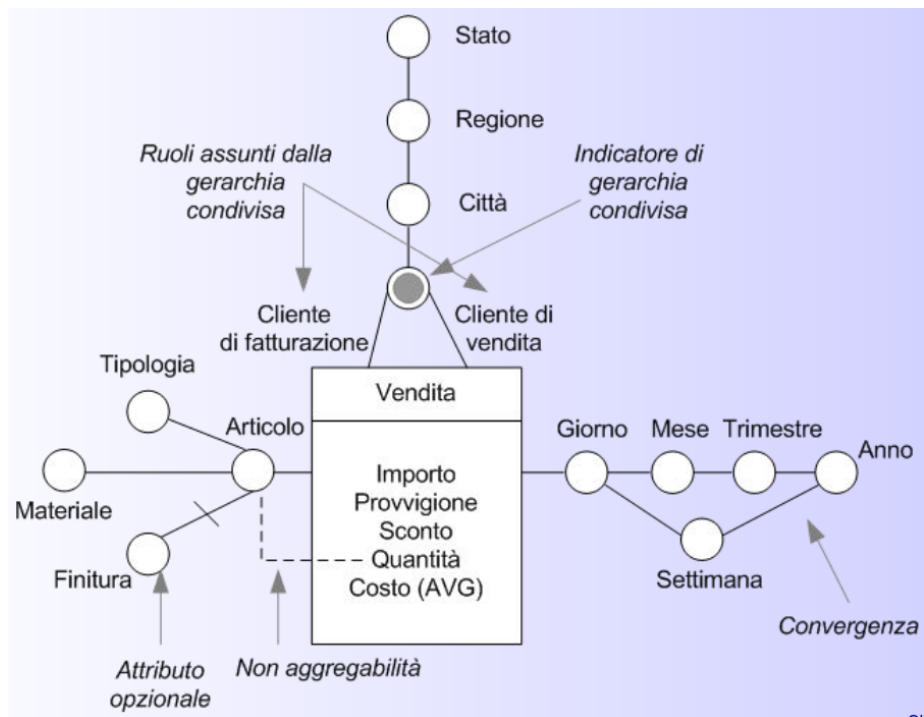 Stato
Regione
Ruoli assunti dalla
gerarchia
condivisa
Indicatore di
gerarchia
condivisa
Città
Cliente
di fatturazione
Cliente di
vendita
Tipologia
Vendita
Articolo
Giorno
Mese
Trimestre
Anno
Materiale
Importo
Provvigione
Sconto
Quantità
Costo (AVG)
Finitura
Settimana
Convergenza
Attributo
opzionale
Non aggregabilità